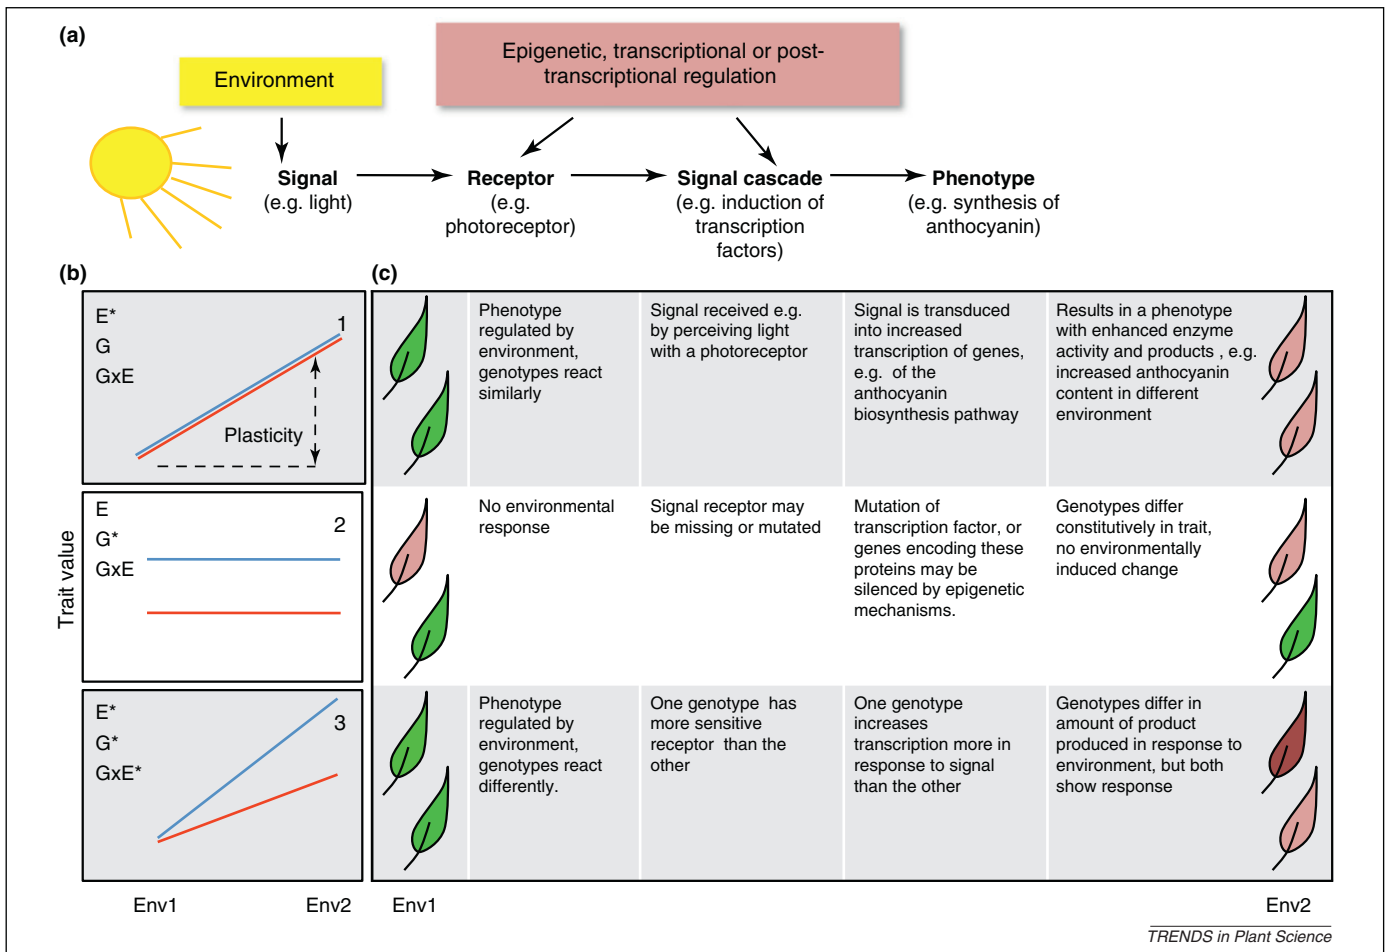 (a)
Environment
Epigenetic, transcriptional or post-
transcriptional regulation
Signal
(e.g. light)
Receptor
(e.g.
photoreceptor)
Signal cascade
(e.g. induction of
transcription
factors)
Phenotype
(e.g. synthesis of
anthocyanin)
(b)
Trait value
E*
G
GxE
1
Plasticity
E
G*
GxE
2
E*
G*
GxE*
3
Env1
Env2
(c)
Phenotype
regulated by
environment,
genotypes react
similarly
Signal received e.g.
by perceiving light
with a photoreceptor
Signal is transduced
into increased
transcription of genes,
e.g. of the
anthocyanin
biosynthesis pathway
Results in a phenotype
with enhanced enzyme
activity and products , e.g.
increased anthocyanin
content in different
environment
No environmental
response
Signal receptor may
be missing or mutated
Mutation of
transcription factor, or
genes encoding these
proteins may be
silenced by epigenetic
mechanisms.
Genotypes differ
constitutively in trait,
no environmentally
induced change
Phenotype
regulated by
environment,
genotypes react
differently.
One genotype has
more sensitive
receptor than the
other
One genotype
increases
transcription more in
response to signal
than the other
Genotypes differ in
amount of product
produced in response to
environment, but both
show response
Env1
Env2
TRENDS in Plant Science